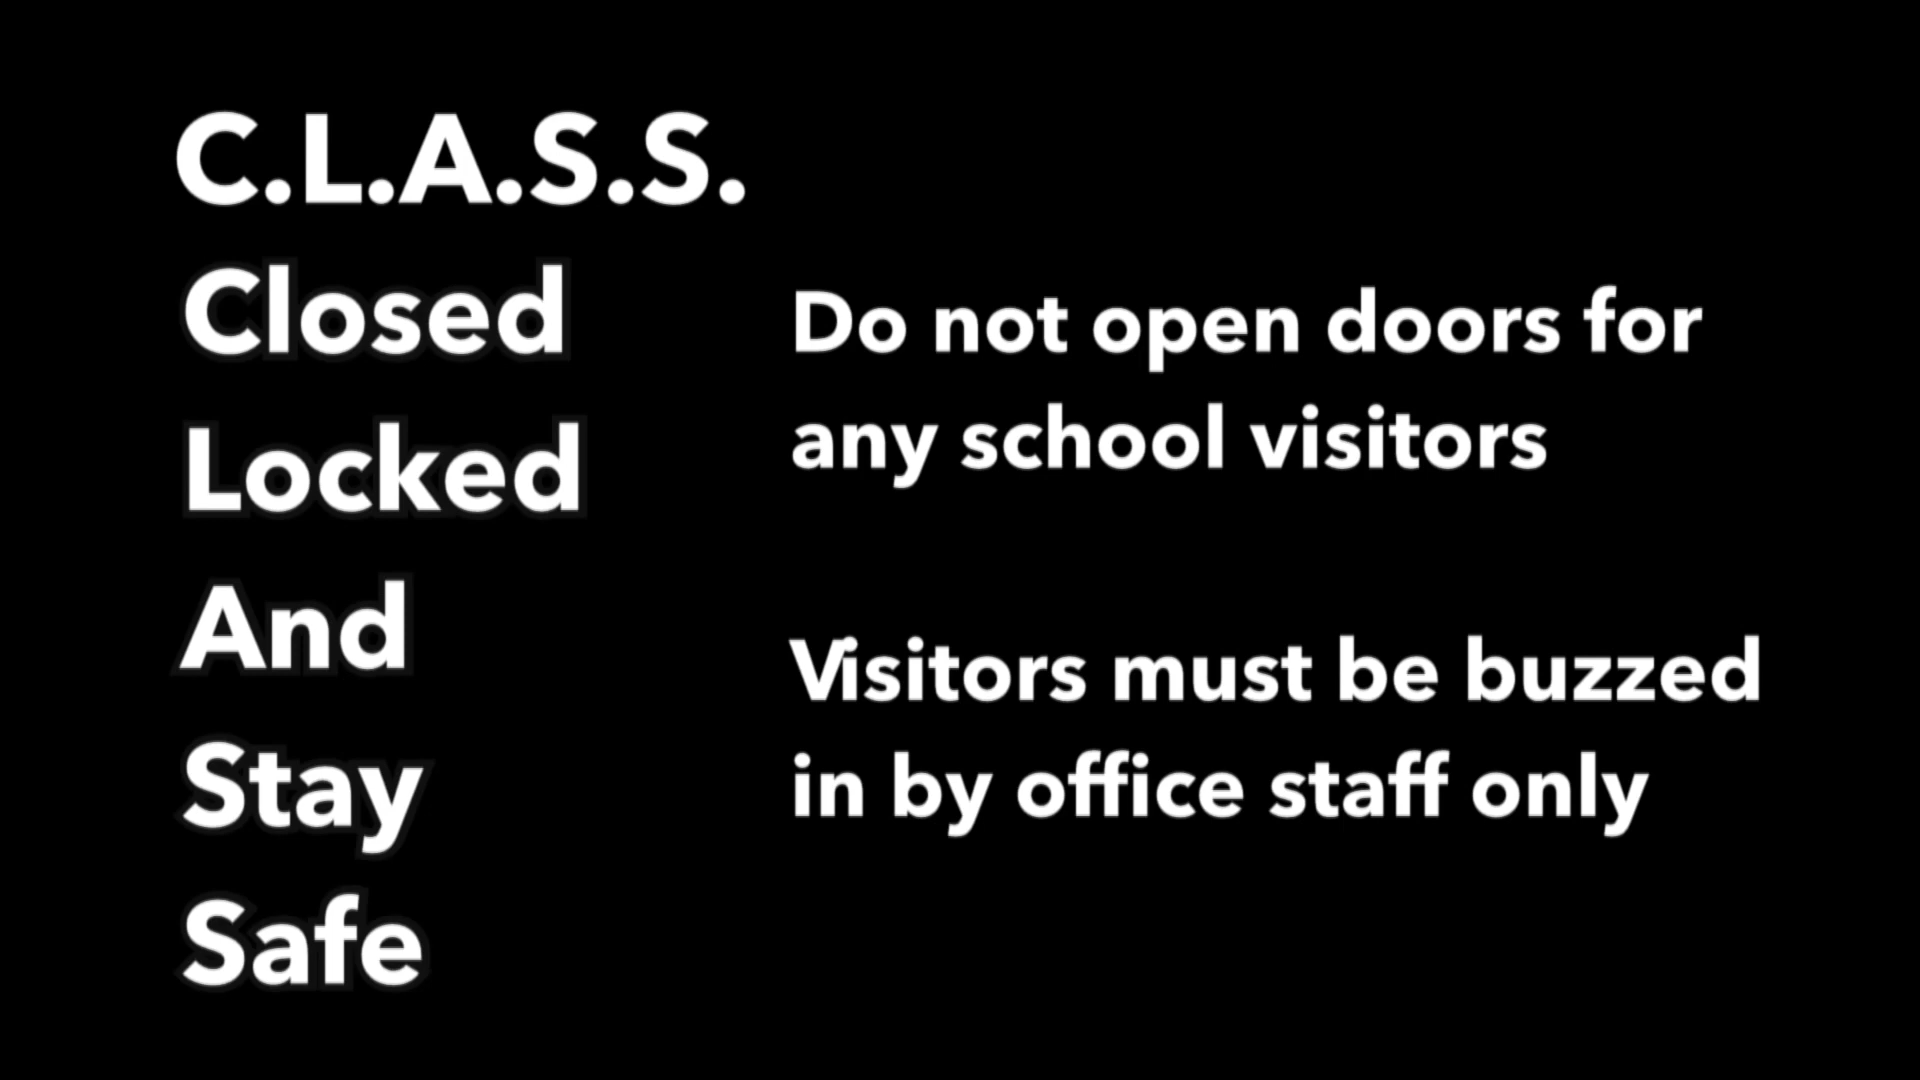 C.L.A.S.S.
Closed
Locked
And
Stay
Safe
Do not open doors for
any school visitors
Visitors must be buzzed
in by office staff only